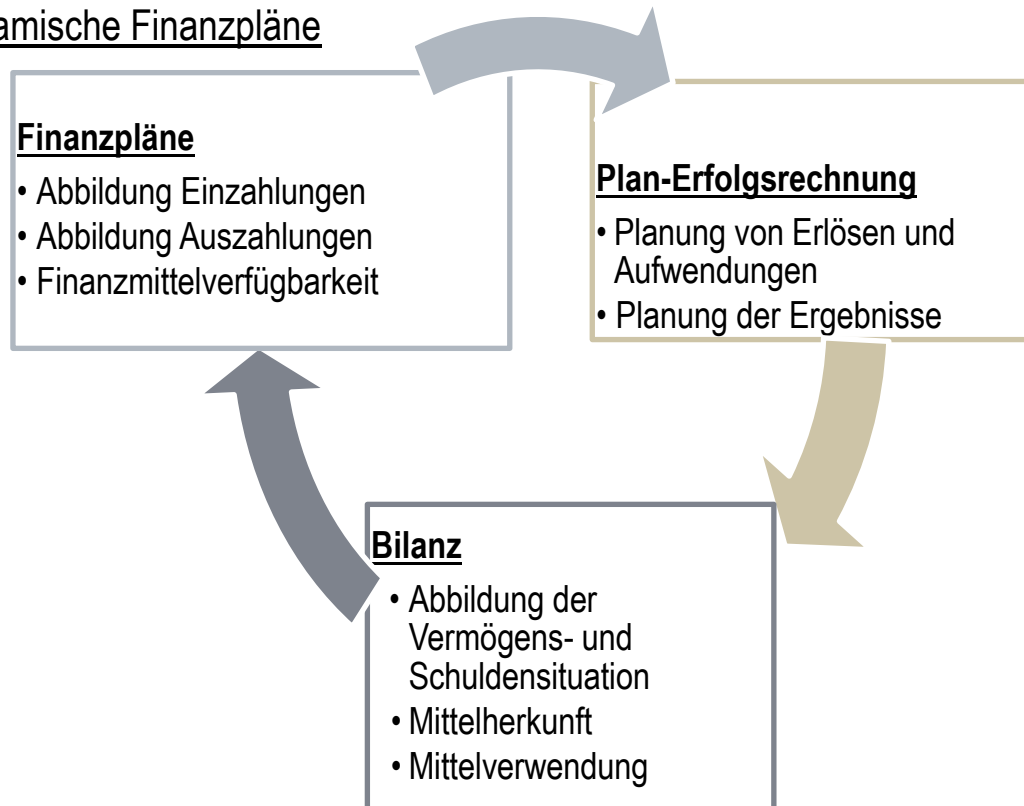 amische Finanzpläne
Finanzpläne
• Abbildung Einzahlungen
• Abbildung Auszahlungen
• Finanzmittelverfügbarkeit
Plan-Erfolgsrechnung
• Planung von Erlösen und
Aufwendungen
• Planung der Ergebnisse
Bilanz
• Abbildung der
Vermögens- und
Schuldensituation
• Mittelherkunft
• Mittelverwendung